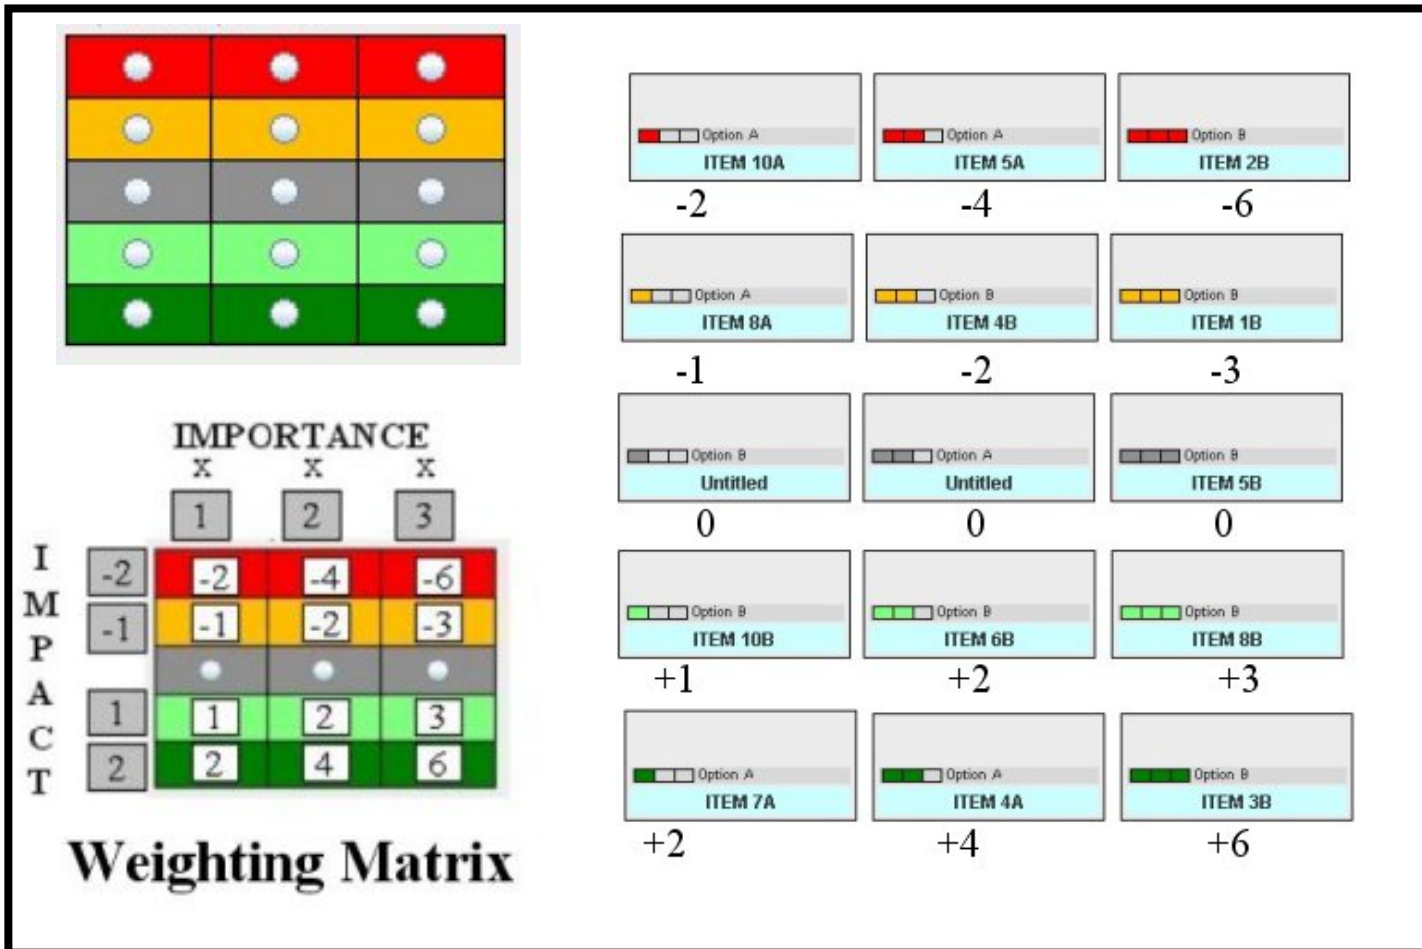 Option A
ITEM 10A
-2
Option A
ITEM 5A
-4
Option B
ITEM 2B
-6
Option A
ITEM 8A
-1
Option B
ITEM 4B
-2
Option B
ITEM 1B
-3
Option B
Untitled
0
Option A
Untitled
0
Option B
ITEM 5B
0
Option B
ITEM 10B
+1
Option B
ITEM 6B
+2
Option B
ITEM 8B
+3
Option A
ITEM 7A
+2
Option A
ITEM 4A
+4
Option B
ITEM 3B
+6
IMPORTANCE
X X X
1 2 3
IMPACT
-2 -2 -4 -6
-1 -1 -2 -3
1 1 2 3
2 2 4 6
Weighting Matrix